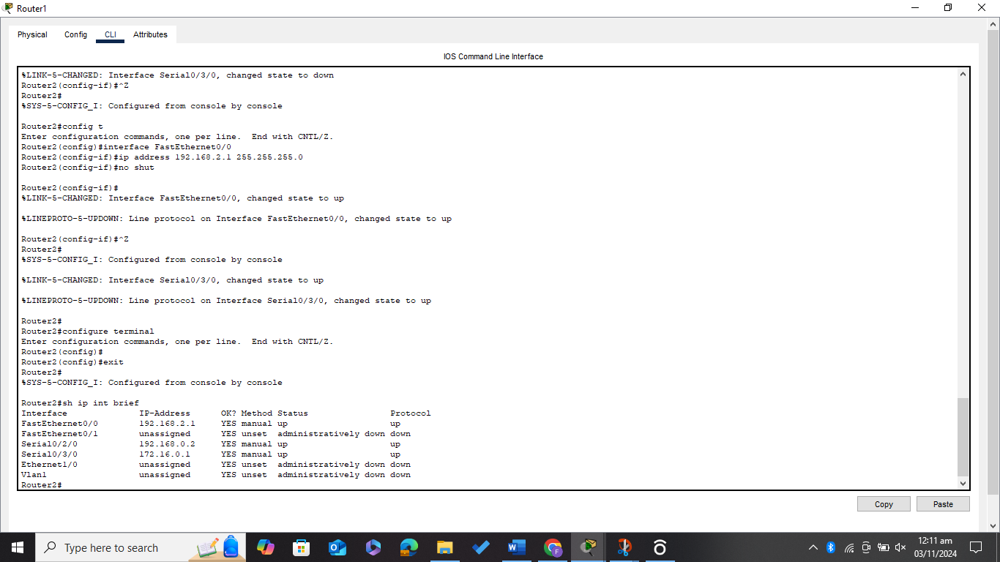 Router1
Physical Config CLI Attributes
IOS Command Line Interface
%LINK-5-CHANGED: Interface Serial0/3/0, changed state to down
Router2(config-if)#^Z
Router2#
%SYS-5-CONFIG_I: Configured from console by console
Router2#config t
Enter configuration commands, one per line.  End with CNTL/Z.
Router2(config)#interface FastEthernet0/0
Router2(config-if)#ip address 192.168.2.1 255.255.255.0
Router2(config-if)#no shut
Router2(config-if)#
%LINK-5-CHANGED: Interface FastEthernet0/0, changed state to up
%LINEPROTO-5-UPDOWN: Line protocol on Interface FastEthernet0/0, changed state to up
Router2(config-if)#^Z
Router2#
%SYS-5-CONFIG_I: Configured from console by console
%LINK-5-CHANGED: Interface Serial0/3/0, changed state to up
%LINEPROTO-5-UPDOWN: Line protocol on Interface Serial0/3/0, changed state to up
Router2#
Router2#configure terminal
Enter configuration commands, one per line.  End with CNTL/Z.
Router2(config)#
Router2(config)#exit
Router2#
%SYS-5-CONFIG_I: Configured from console by console
Router2#sh ip int brief
Interface              IP-Address      OK? Method Status                Protocol
FastEthernet0/0        192.168.2.1     YES manual up                    up
FastEthernet0/1        unassigned      YES unset  administratively down down
Serial0/2/0            192.168.0.2     YES manual up                    up
Serial0/3/0            172.16.0.1      YES manual up                    up
Ethernet1/0            unassigned      YES unset  administratively down down
Vlan1                  unassigned      YES unset  administratively down down
Router2#
Copy Paste
Type here to search
12:11 am
03/11/2024